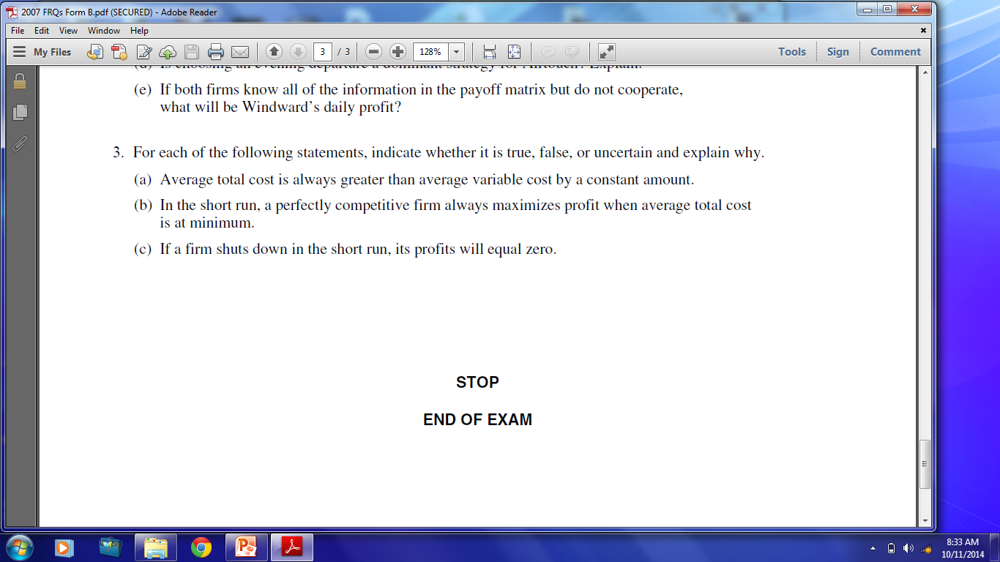 2007 FRQs Form B.pdf (SECURED) - Adobe Reader
File Edit View Window Help
My Files 3 / 3 128% Tools Sign Comment
(d) Is choosing an evening departure a dominant strategy for Airtouch? Explain.
(e) If both firms know all of the information in the payoff matrix but do not cooperate,
what will be Windward's daily profit?
3. For each of the following statements, indicate whether it is true, false, or uncertain and explain why.
(a) Average total cost is always greater than average variable cost by a constant amount.
(b) In the short run, a perfectly competitive firm always maximizes profit when average total cost
is at minimum.
(c) If a firm shuts down in the short run, its profits will equal zero.
STOP
END OF EXAM
8:33 AM
10/11/2014